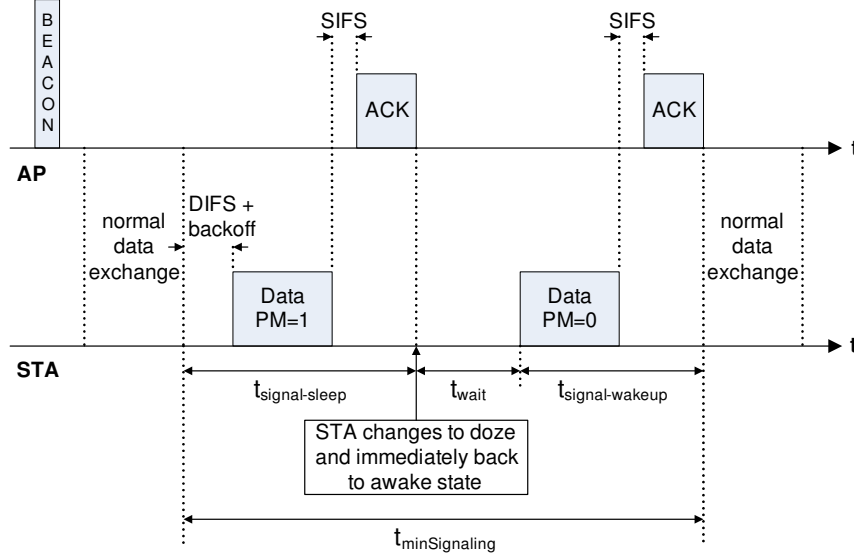 BEACON
SIFS
SIFS
ACK
ACK
t
AP
DIFS +
backoff
normal
data
exchange
normal
data
exchange
Data
PM=1
Data
PM=0
t
STA
tsignal-sleep
twait
tsignal-wakeup
STA changes to doze
and immediately back
to awake state
tminSignaling